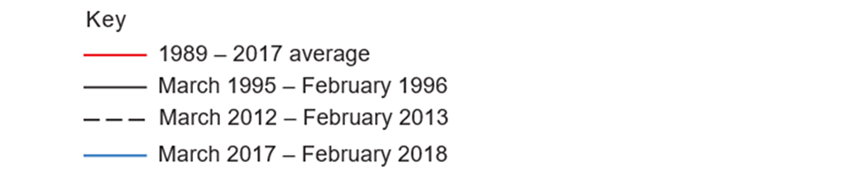 Key
1989 – 2017 average
March 1995 – February 1996
March 2012 – February 2013
March 2017 – February 2018